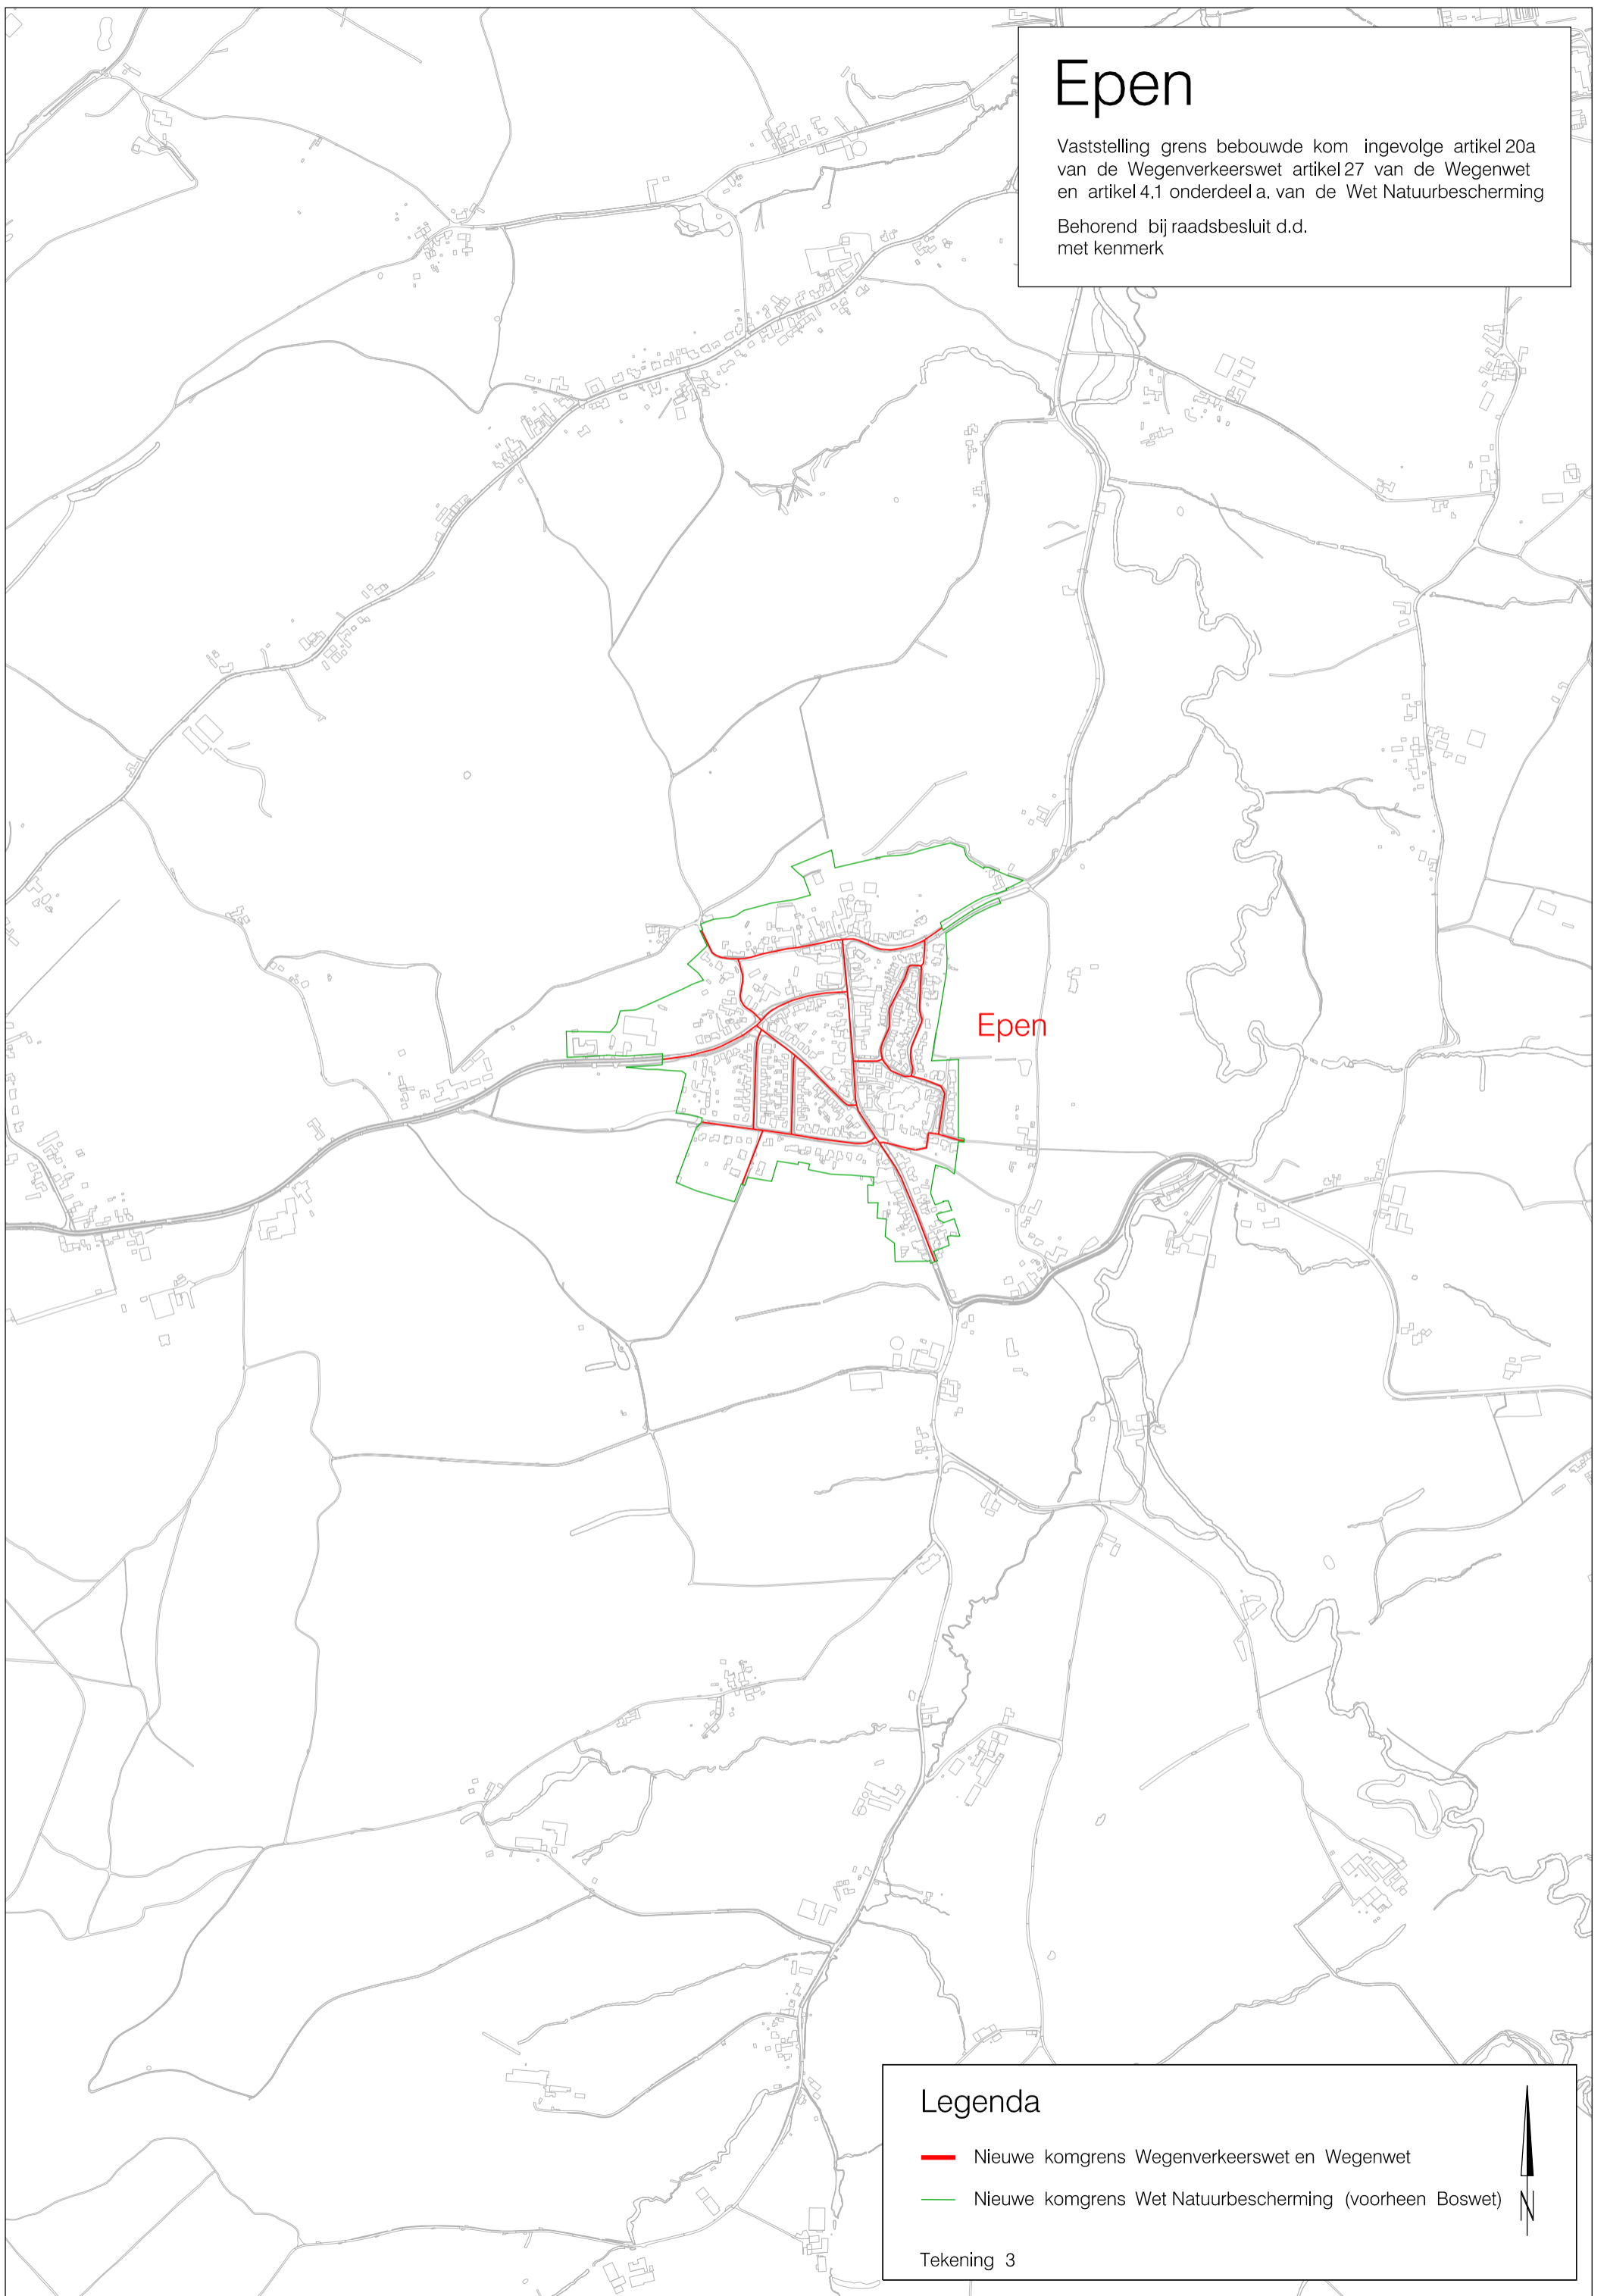 Epen
Vaststelling grens bebouwde kom ingevolge artikel 20a
van de Wegenverkeerswet artikel 27 van de Wegenwet
en artikel 4.1 onderdeel a. van de Wet Natuurbescherming
Behorend bij raadsbesluit d.d.
met kenmerk
Epen
Legenda
Nieuwe komgrens Wegenverkeerswet en Wegenwet
Nieuwe komgrens Wet Natuurbescherming (voorheen Boswet)
N
Tekening 3